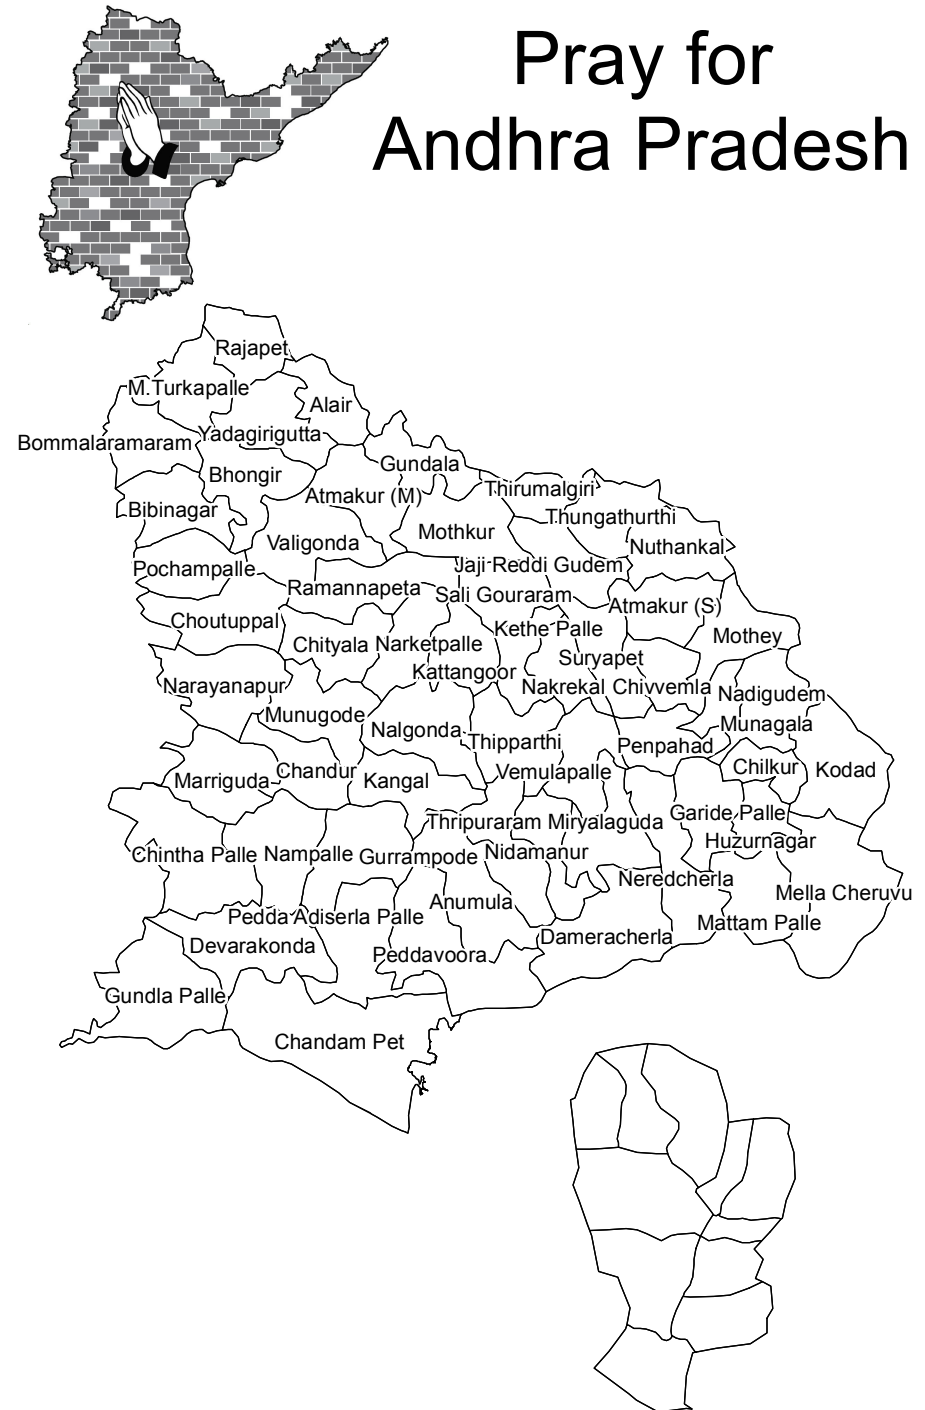 Pray for
Andhra Pradesh
Rajapet
M.Turkapalle
Alair
Bommalaramaram
Yadagirigutta
Gundala
Bhongir
Thirumalgiri
Atmakur (M)
Bibinagar
Thungathurthi
Mothkur
Valigonda
Nuthankal
Pochampalle
Jaji Reddi Gudem
Ramannapeta
Sali Gouraram
Atmakur (S)
Choutuppal
Kethe Palle
Mothey
Chityala
Narketpalle
Suryapet
Kattangoor
Narayanapur
Nakrekal
Chivvemla
Nadigudem
Munugode
Munagala
Nalgonda
Thipparthi
Penpahad
Chandur
Vemulapalle
Chilkur
Kodad
Marriguda
Kangal
Garide Palle
Thripuraram
Miryalaguda
Huzurnagar
Chintha Palle
Nampalle
Gurrampode
Nidamanur
Neredcherla
Mella Cheruvu
Anumula
Pedda Adiserla Palle
Mattam Palle
Devarakonda
Dameracherla
Peddavoora
Gundla Palle
Chandam Pet